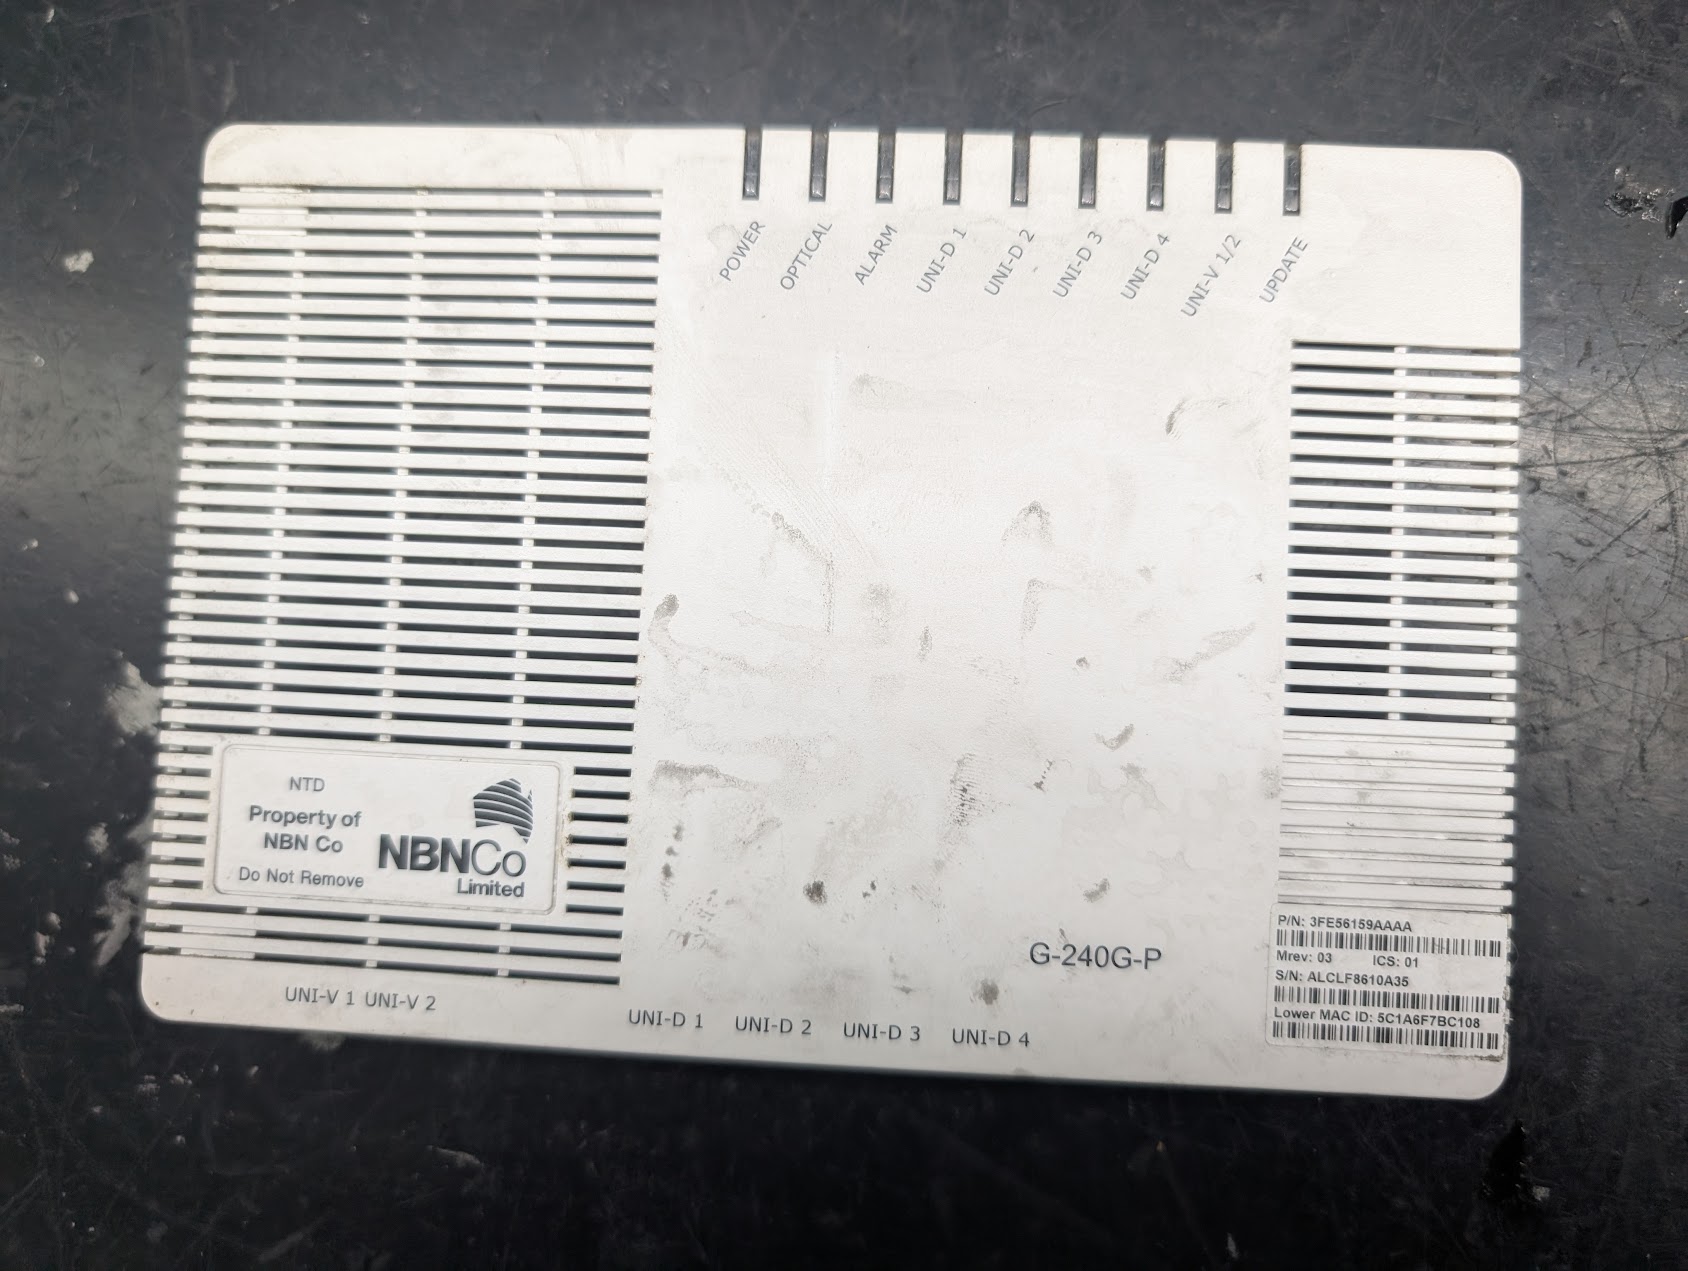 POWER
OPTICAL
ALARM
UNI-D 1
UNI-D 2
UNI-D 3
UNI-D 4
UNI-V 1/2
UPDATE
NTD
Property of
NBN Co
Do Not Remove
NBNCo
Limited
G-240G-P
P/N: 3FE56159AAAA
Mrev: 03 ICS: 01
S/N: ALCLF8610A35
Lower MAC ID: 5C1A6F7BC108
UNI-V 1 UNI-V 2
UNI-D 1 UNI-D 2 UNI-D 3 UNI-D 4